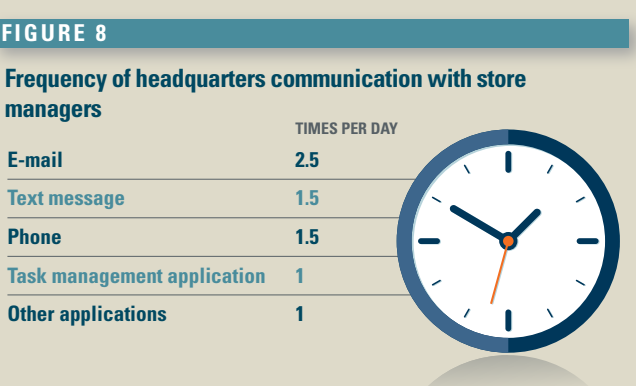 FIGURE 8
Frequency of headquarters communication with store
managers
TIMES PER DAY
E-mail 2.5
Text message 1.5
Phone 1.5
Task management application 1
Other applications 1